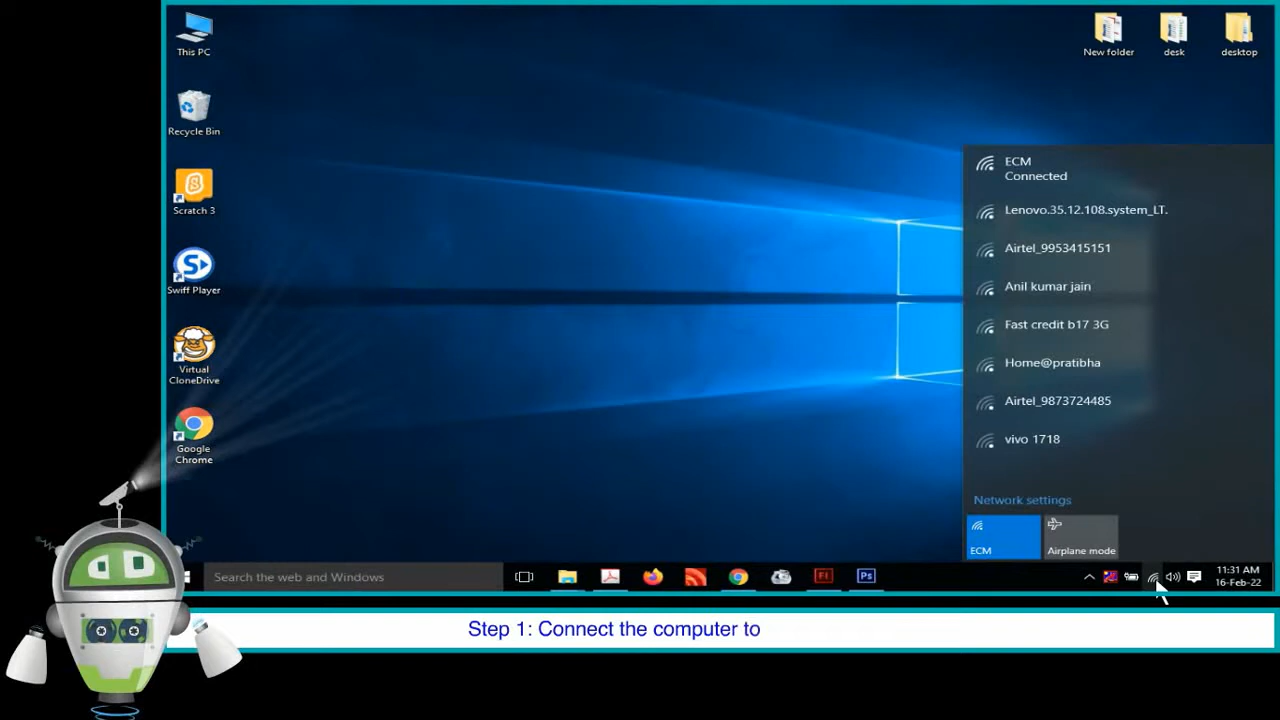 This PC
Recycle Bin
Scratch 3
Swiff Player
Virtual
CloneDrive
Google
Chrome
New folder
desk
desktop
ECM
Connected
Lenovo.35.12.108.system_LT.
Airtel_9953415151
Anil kumar jain
Fast credit b17 3G
Home@pratibha
Airtel_9873724485
vivo 1718
Network settings
ECM
Airplane mode
Search the web and Windows
Fl
Ps
11:31 AM
16-Feb-22
Step 1: Connect the computer to